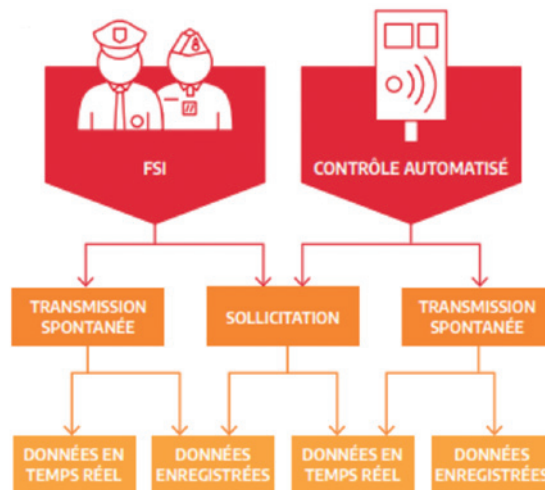 FSI
CONTRÔLE AUTOMATISÉ
TRANSMISSION
SPONTANÉE
SOLLICITATION
TRANSMISSION
SPONTANÉE
DONNÉES EN
TEMPS RÉEL
DONNÉES
ENREGISTRÉES
DONNÉES EN
TEMPS RÉEL
DONNÉES
ENREGISTRÉES